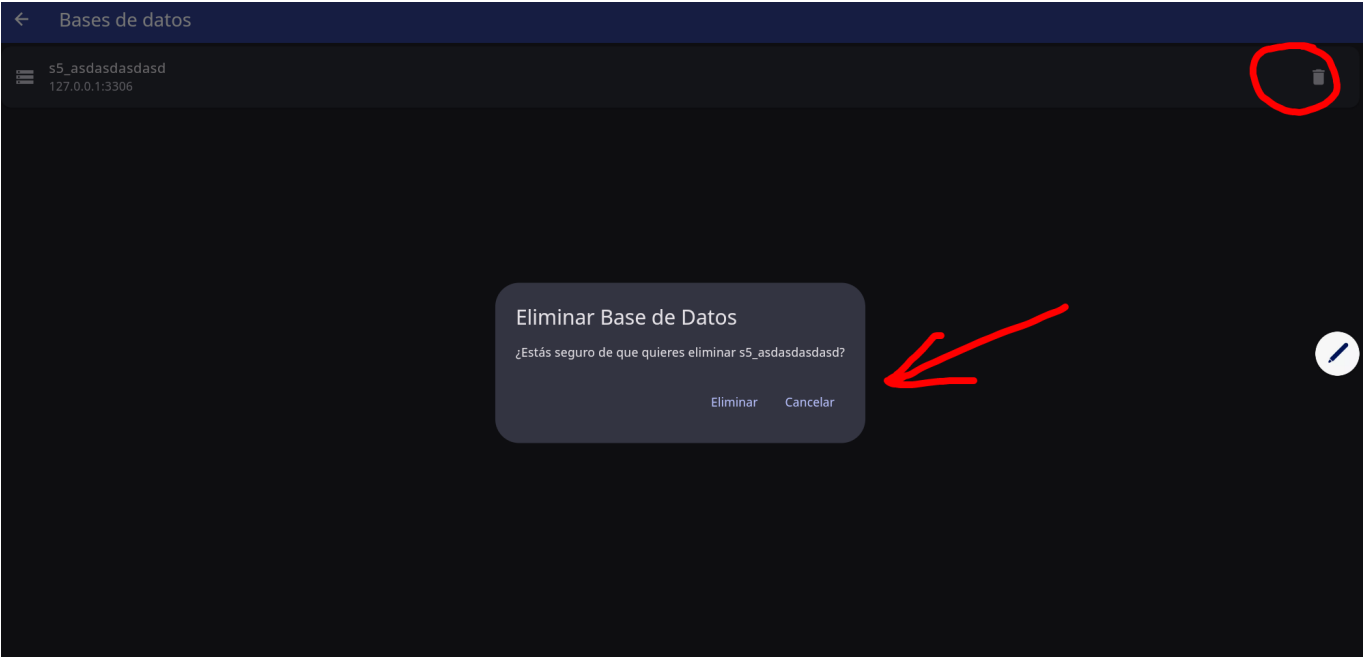 Bases de datos
s5_asdasdasdasd
127.0.0.1:3306
Eliminar Base de Datos
¿Estás seguro de que quieres eliminar s5_asdasdasdasd?
Eliminar Cancelar